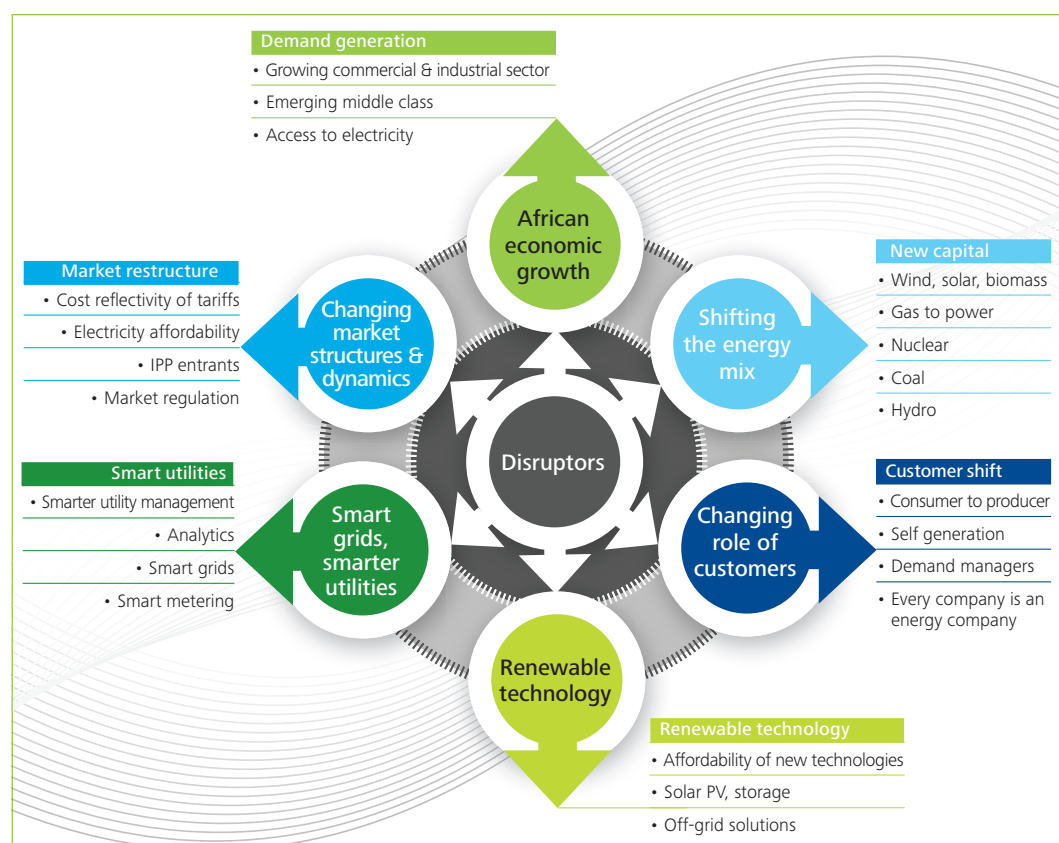 Demand generation
• Growing commercial & industrial sector
• Emerging middle class
• Access to electricity
African
economic
growth
New capital
• Wind, solar, biomass
• Gas to power
• Nuclear
• Coal
• Hydro
Shifting
the energy
mix
Market restructure
• Cost reflectivity of tariffs
• Electricity affordability
• IPP entrants
• Market regulation
Changing
market
structures &
dynamics
Disruptors
Smart utilities
• Smarter utility management
• Analytics
• Smart grids
• Smart metering
Smart
grids,
smarter
utilities
Changing
role of
customers
Customer shift
• Consumer to producer
• Self generation
• Demand managers
• Every company is an
energy company
Renewable
technology
Renewable technology
• Affordability of new technologies
• Solar PV, storage
• Off-grid solutions